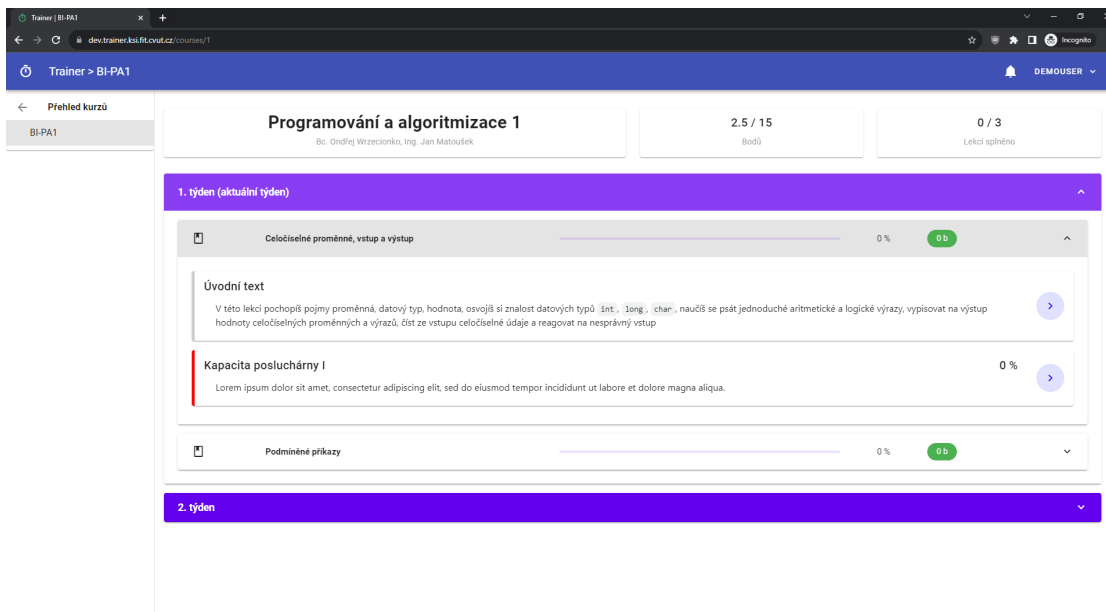 Trainer | BI-PA1
dev.trainer.ksi.fit.cvut.cz/courses/1
Incognito
Trainer > BI-PA1
DEMOUSER
Přehled kurzů
BI-PA1
Programování a algoritmizace 1
Bc. Ondřej Wrzecionko, Ing. Jan Matoušek
2.5 / 15
Bodů
0 / 3
Lekcí splněno
1. týden (aktuální týden)
Celočíselné proměnné, vstup a výstup
0 %
0 b
Úvodní text
V této lekci pochopíš pojmy proměnná, datový typ, hodnota, osvojíš si znalost datových typů int, long, char, naučíš se psát jednoduché aritmetické a logické výrazy, vypisovat na výstup
hodnoty celočíselných proměnných a výrazů, číst ze vstupu celočíselné údaje a reagovat na nesprávný vstup
Kapacita posluchárny I
0 %
Lorem ipsum dolor sit amet, consectetur adipiscing elit, sed do eiusmod tempor incididunt ut labore et dolore magna aliqua.
Podmíněné příkazy
0 %
0 b
2. týden